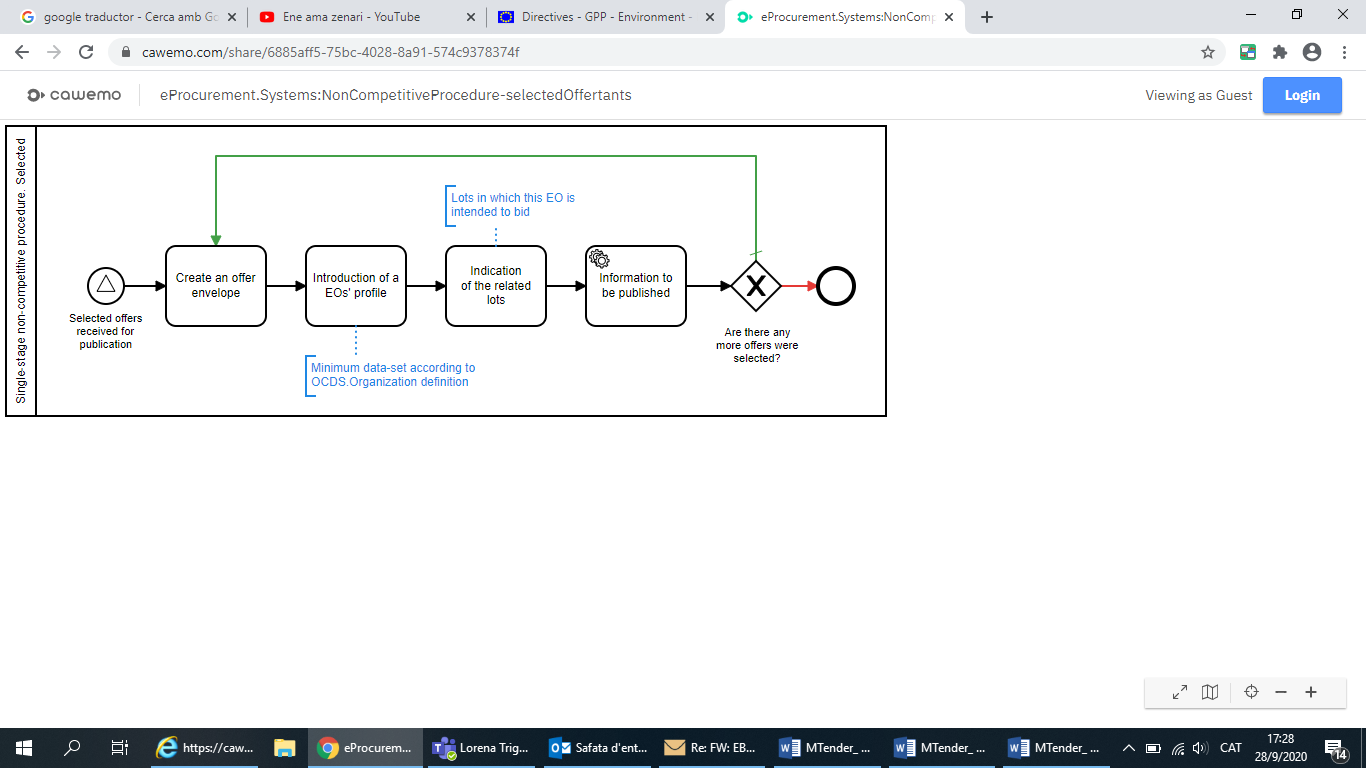 google traductor - Cerca amb Go
Ene ama zenari - YouTube
Directives - GPP - Environment -
eProcurement.Systems:NonComp
cawemo.com/share/6885aff5-75bc-4028-8a91-574c9378374f
cawemo
eProcurement.Systems:NonCompetitiveProcedure-selectedOffertants
Viewing as Guest
Login
Single-stage non-competitive procedure. Selected
Lots in which this EO is
intended to bid
Create an offer
envelope
Introduction of a
EOs' profile
Indication
of the related
lots
Information to
be published
X
Selected offers
received for
publication
Are there any
more offers were
selected?
Minimum data-set according to
OCDS.Organization definition
https://caw...
eProcurem...
Lorena Trig...
Safata d'ent...
Re: FW: EB...
MTender_ ...
MTender_ ...
MTender_ ...
CAT
17:28
28/9/2020
14